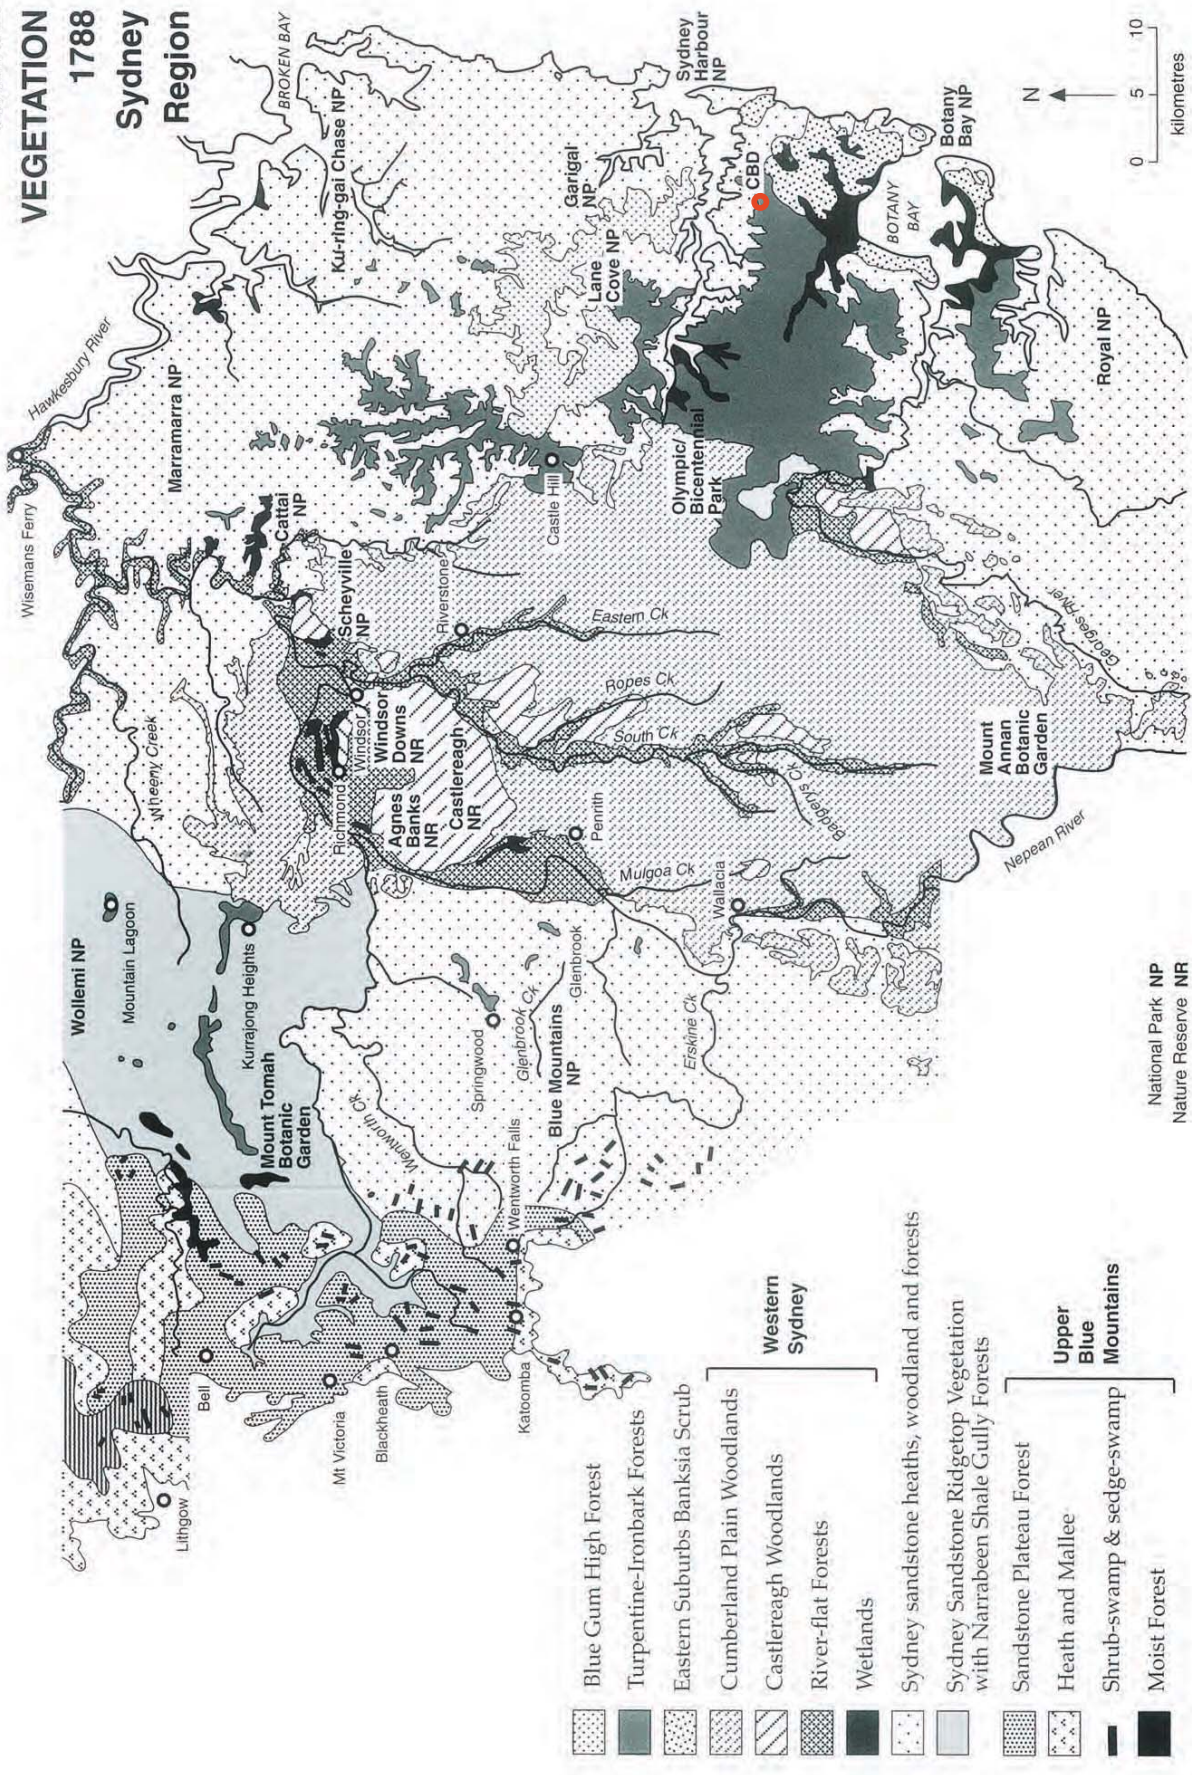 VEGETATION
1788
Sydney
Region
BROKEN BAY
Ku-ring-gai Chase NP
Hawkesbury River
Marramarra NP
Wisemans Ferry
Cattai
NP
Garigal
NP
Lane
Cove NP
Sydney
Harbour
NP
CBD
Botany
Bay NP
BOTANY
BAY
Royal NP
N
0
5
10
kilometres
Castle Hill
Olympic/
Bicentennial
Park
Scheyville
NP
Riverstone
Eastern Ck
Ropes Ck
South Ck
Badgerys Ck
Georges River
Wheeny Creek
Windsor
Richmond
Windsor
Downs
NR
Agnes
Banks
NR
Castlereagh
NR
Penrith
Mulgoa Ck
Wallacia
Mount
Annan
Botanic
Garden
Nepean River
Wollemi NP
Mountain Lagoon
Kurrajong Heights
Mount Tomah
Botanic
Garden
Springwood
Glenbrook Ck
Glenbrook
Blue Mountains
NP
Erskine Ck
Wentworth Ck
Wentworth Falls
Bell
Mt Victoria
Blackheath
Katoomba
Lithgow
National Park NP
Nature Reserve NR
Blue Gum High Forest
Turpentine-Ironbark Forests
Eastern Suburbs Banksia Scrub
Cumberland Plain Woodlands
Castlereagh Woodlands
River-flat Forests
Western
Sydney
Wetlands
Sydney sandstone heaths, woodland and forests
Sydney Sandstone Ridgetop Vegetation
with Narrabeen Shale Gully Forests
Sandstone Plateau Forest
Heath and Mallee
Shrub-swamp & sedge-swamp
Moist Forest
Upper
Blue
Mountains